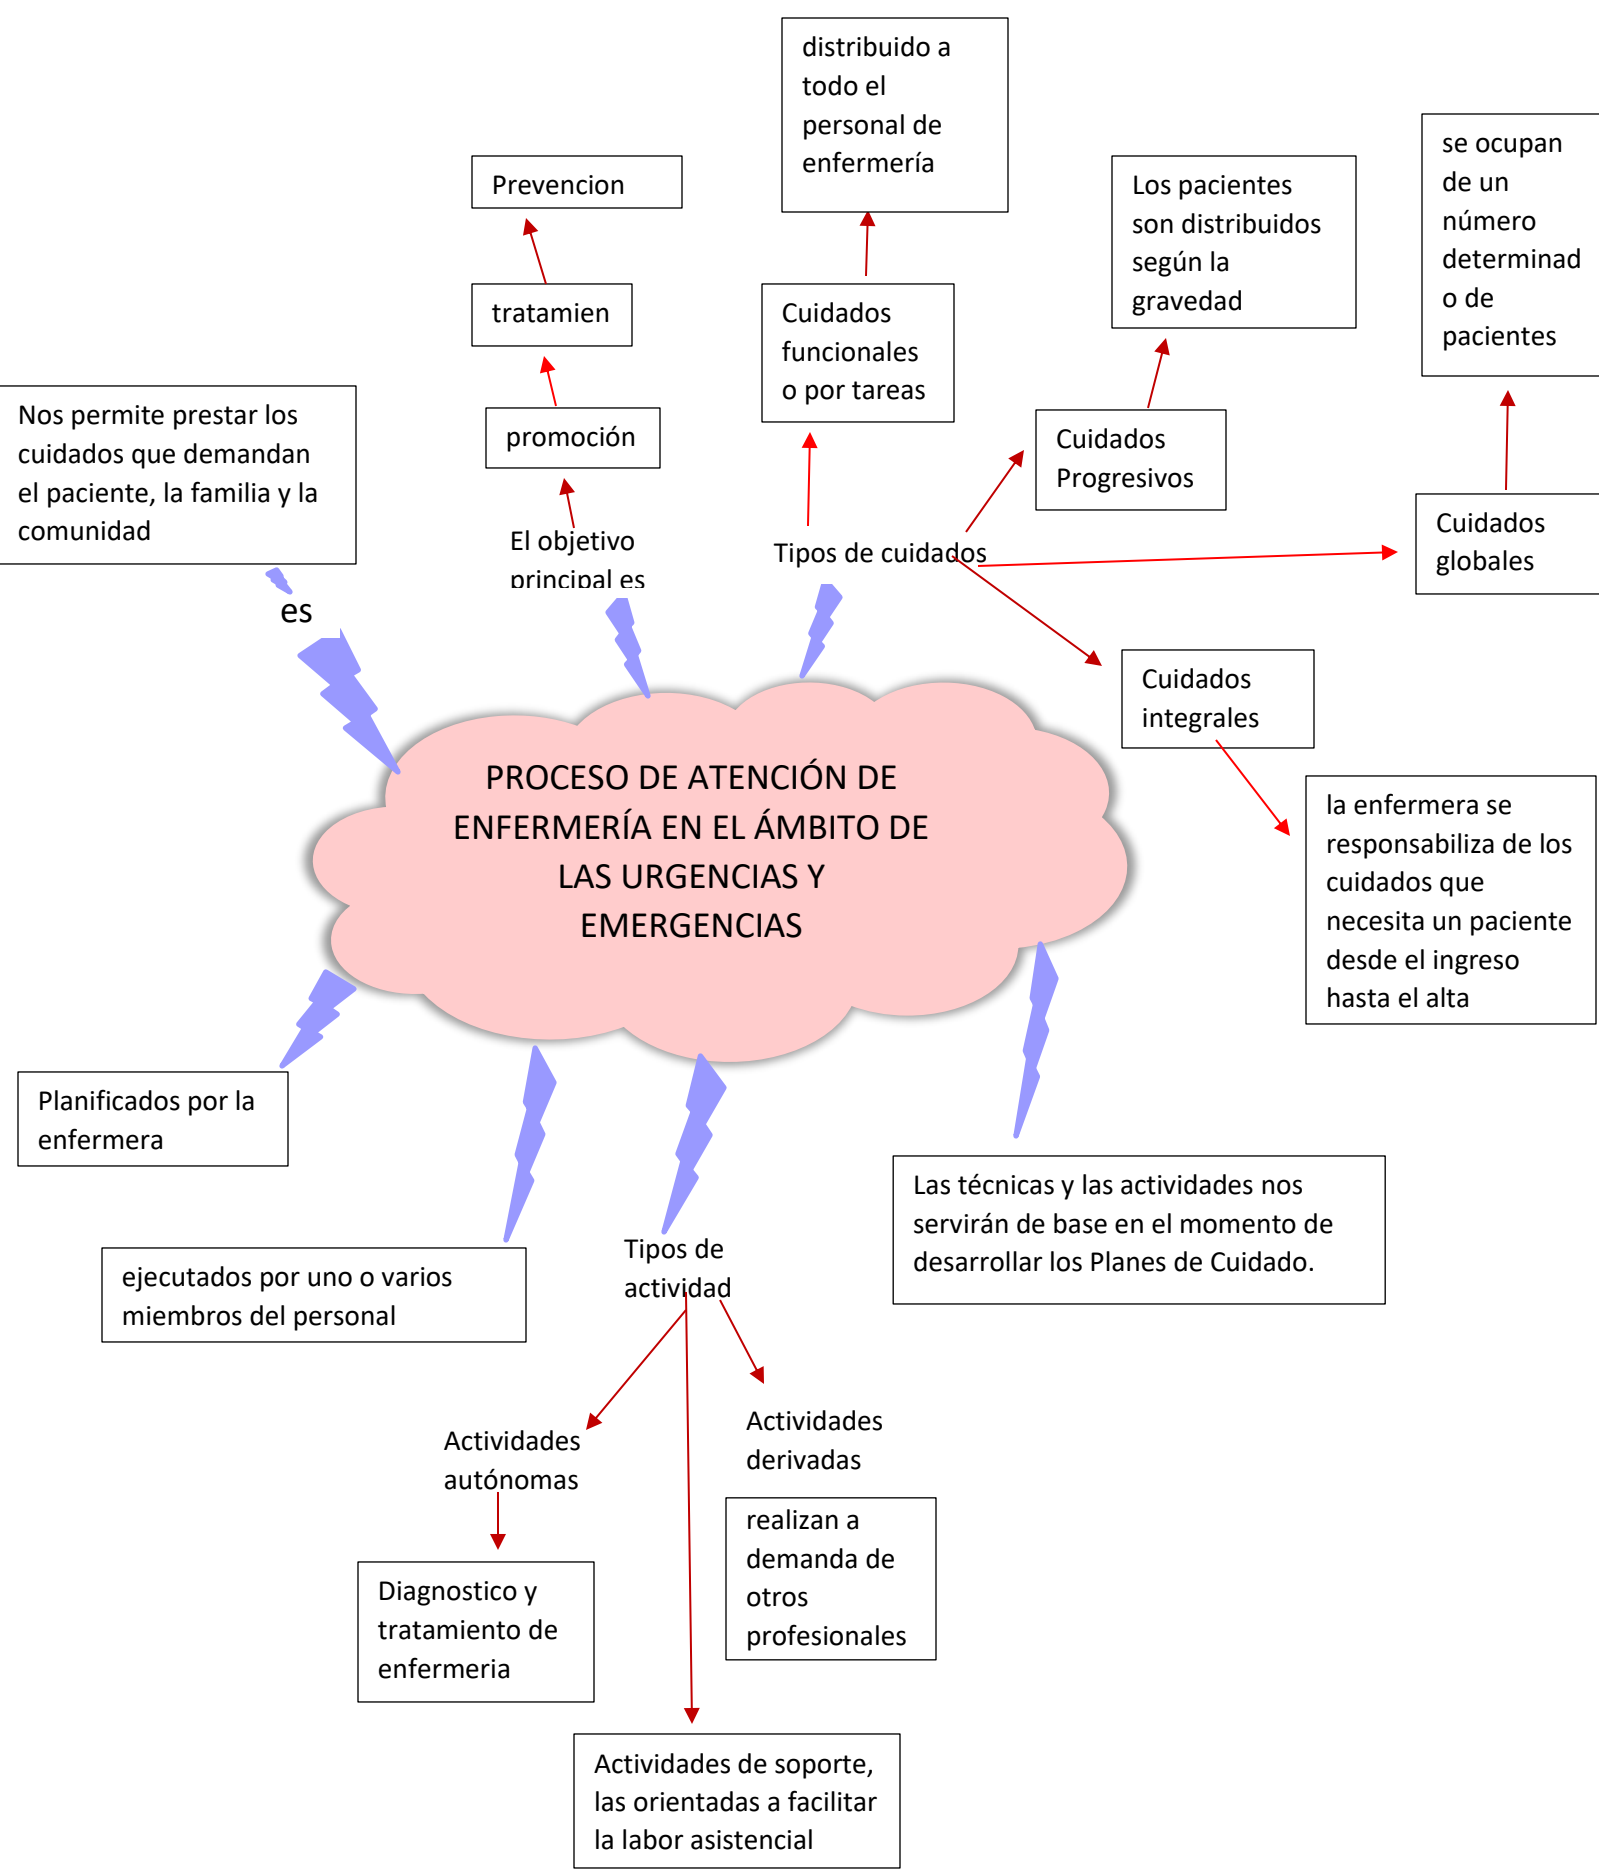 distribuido a
todo el
personal de
enfermería
Prevencion
Los pacientes
son distribuidos
según la
gravedad
se ocupan
de un
número
determinad
o de
pacientes
tratamien
Cuidados
funcionales
o por tareas
promoción
Nos permite prestar los
cuidados que demandan
el paciente, la familia y la
comunidad
Cuidados
Progresivos
Cuidados
globales
El objetivo
principal es
Tipos de cuidados
es
Cuidados
integrales
PROCESO DE ATENCIÓN DE
ENFERMERÍA EN EL ÁMBITO DE
LAS URGENCIAS Y
EMERGENCIAS
la enfermera se
responsabiliza de los
cuidados que
necesita un paciente
desde el ingreso
hasta el alta
Planificados por la
enfermera
Las técnicas y las actividades nos
servirán de base en el momento de
desarrollar los Planes de Cuidado.
ejecutados por uno o varios
miembros del personal
Tipos de
actividad
Actividades
autónomas
Actividades
derivadas
realizan a
demanda de
otros
profesionales
Diagnostico y
tratamiento de
enfermeria
Actividades de soporte,
las orientadas a facilitar
la labor asistencial